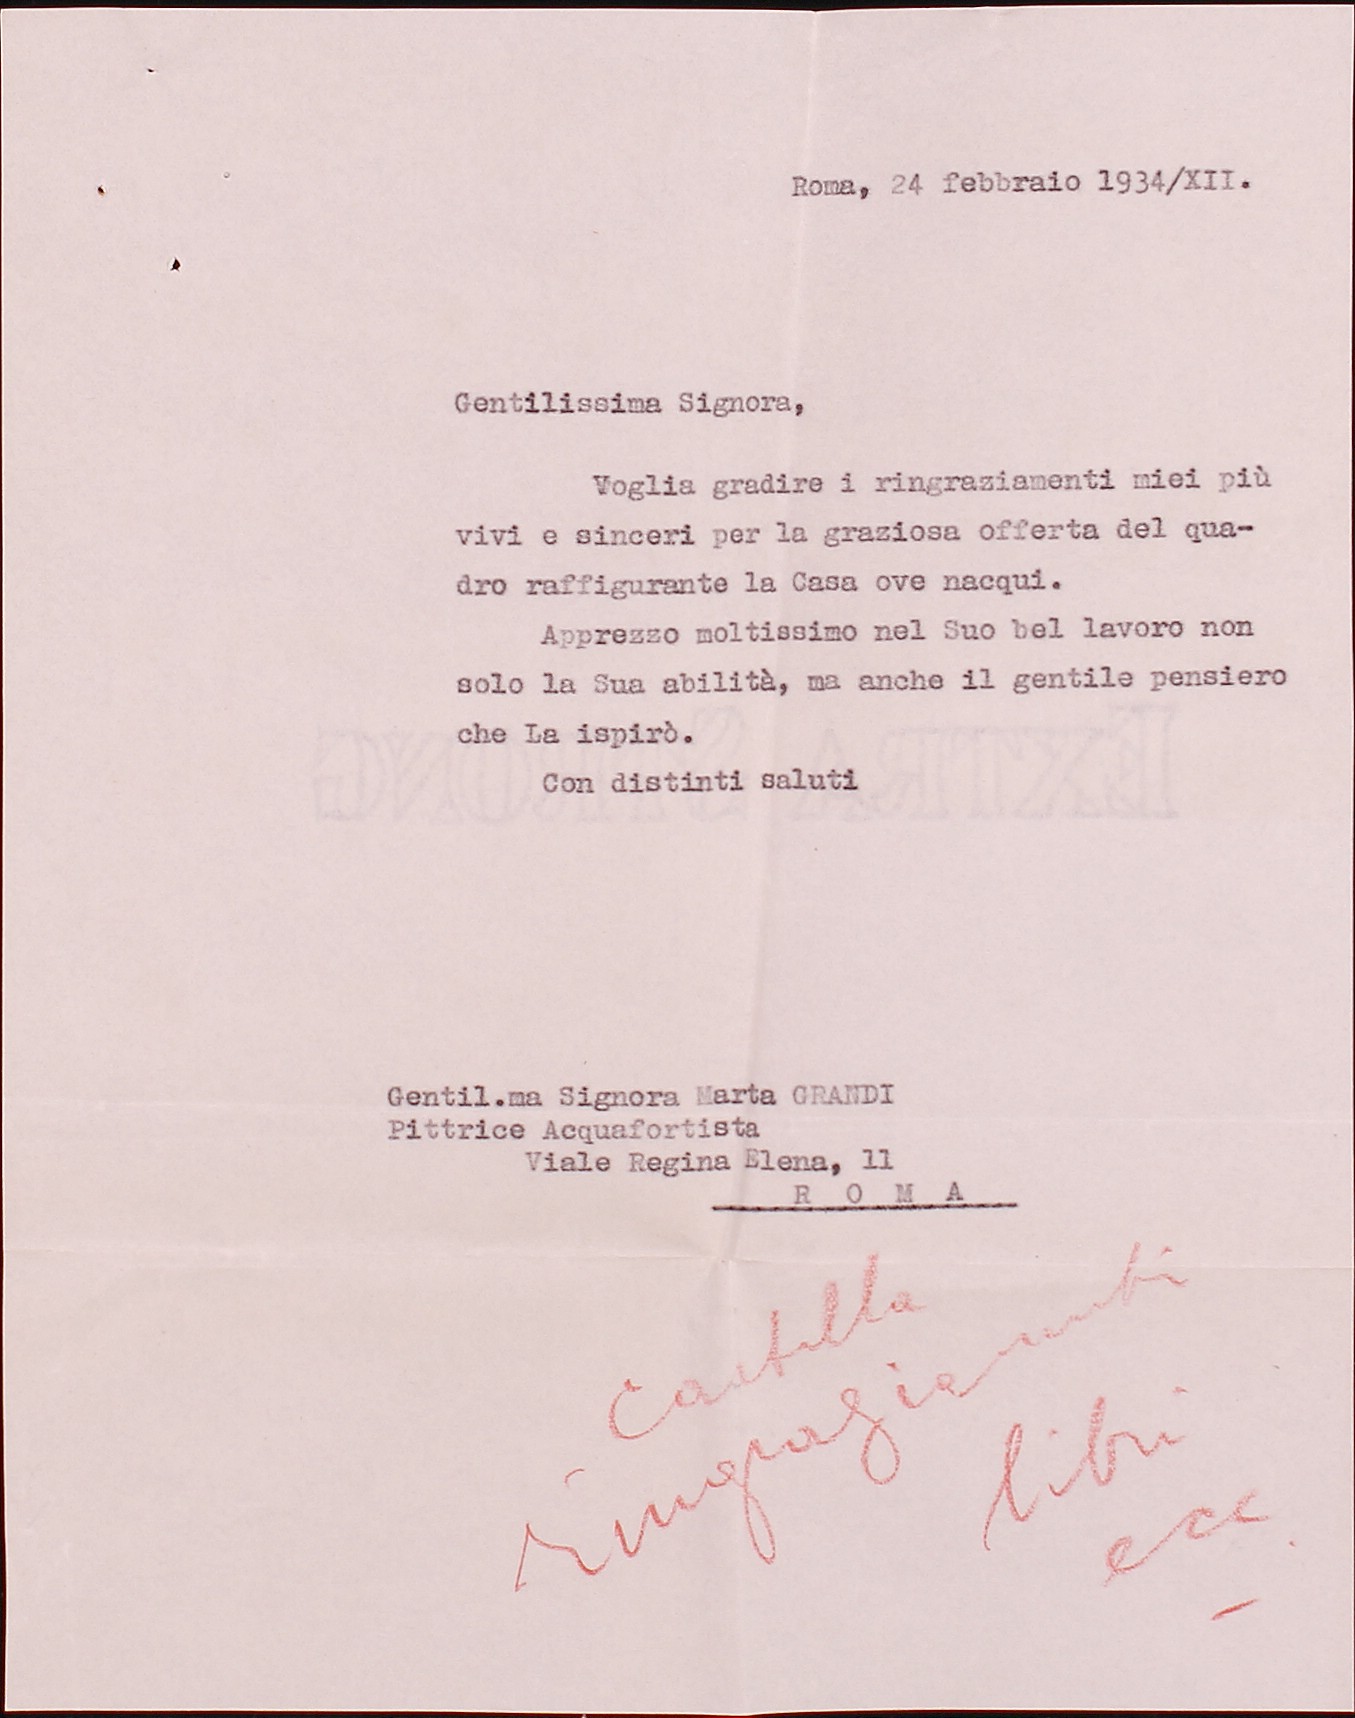 Roma, 24 febbraio 1934/XII.
Gentilissima Signora,
Voglia gradire i ringraziamenti miei più
vivi e sinceri per la graziosa offerta del qua-
dro raffigurante la Casa ove nacqui.
Apprezzo moltissimo nel Suo bel lavoro non
solo la Sua abilità, ma anche il gentile pensiero
che La ispirò.
EXTRA STRONG
Con distinti saluti
Gentil.ma Signora Marta GRANDI
Pittrice Acquafortista
Viale Regina Elena, 11
R O M A
cartella
ringraziamenti
libri
ecc.